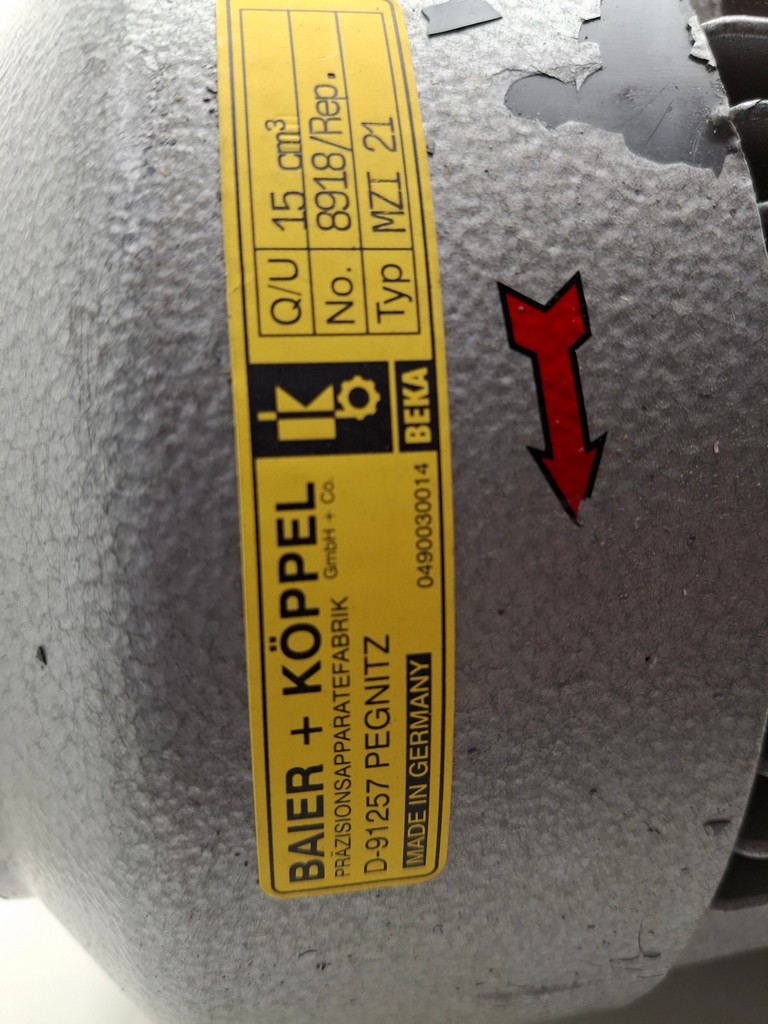 BAIER + KÖPPEL
GmbH + Co.
PRÄZISIONSAPPARATEFABRIK
D-91257 PEGNITZ
MADE IN GERMANY
0490030014
BEKA
Q/U 15 cm³
No. 8918/Rep.
Typ MZI 21